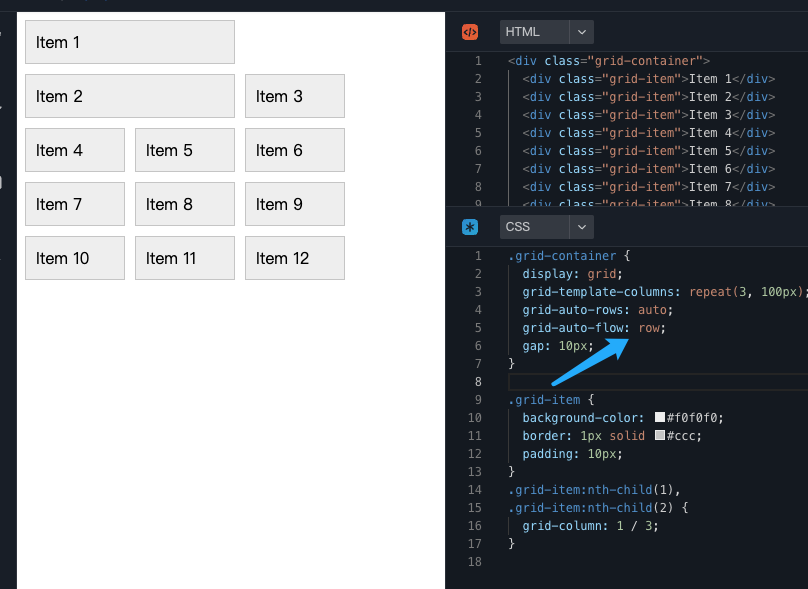 Item 1
Item 2
Item 3
Item 4
Item 5
Item 6
Item 7
Item 8
Item 9
Item 10
Item 11
Item 12
HTML
1 <div class="grid-container">
2 <div class="grid-item">Item 1</div>
3 <div class="grid-item">Item 2</div>
4 <div class="grid-item">Item 3</div>
5 <div class="grid-item">Item 4</div>
6 <div class="grid-item">Item 5</div>
7 <div class="grid-item">Item 6</div>
8 <div class="grid-item">Item 7</div>
9 <div class="grid-item">Item 8</div>
CSS
1 .grid-container {
2 display: grid;
3 grid-template-columns: repeat(3, 100px);
4 grid-auto-rows: auto;
5 grid-auto-flow: row;
6 gap: 10px;
7 }
8
9 .grid-item {
10 background-color: #f0f0f0;
11 border: 1px solid #ccc;
12 padding: 10px;
13 }
14 .grid-item:nth-child(1),
15 .grid-item:nth-child(2) {
16 grid-column: 1 / 3;
17 }
18